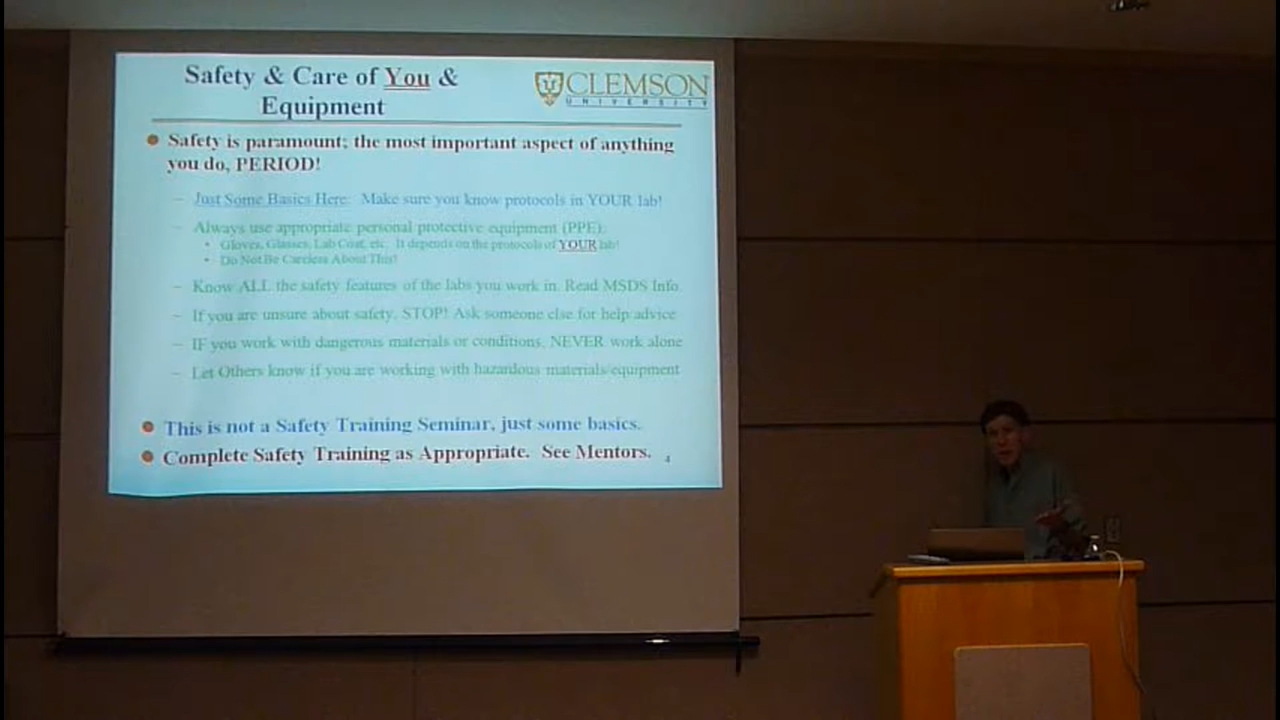 Safety & Care of You &
Equipment
CLEMSON
UNIVERSITY
Safety is paramount; the most important aspect of anything
you do, PERIOD!
– Just Some Basics Here. Make sure you know protocols in YOUR lab!
– Always use appropriate personal protective equipment (PPE).
• Gloves, Glasses, Lab Coat, etc. It depends on the protocols of YOUR lab!
• Do Not Be Careless About This!
– Know ALL the safety features of the labs you work in. Read MSDS Info.
– If you are unsure about safety, STOP! Ask someone else for help/advice
– IF you work with dangerous materials or conditions, NEVER work alone
– Let Others know if you are working with hazardous materials/equipment
This is not a Safety Training Seminar, just some basics.
Complete Safety Training as Appropriate. See Mentors.
4